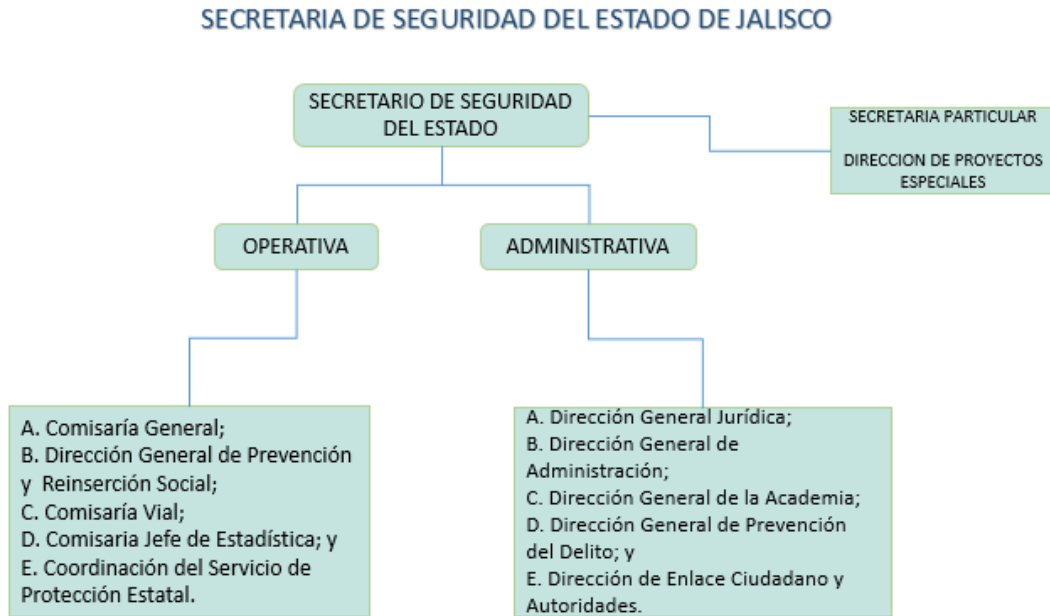 SECRETARIA DE SEGURIDAD DEL ESTADO DE JALISCO
SECRETARIO DE SEGURIDAD
DEL ESTADO
SECRETARIA PARTICULAR
DIRECCION DE PROYECTOS
ESPECIALES
OPERATIVA
ADMINISTRATIVA
A. Comisaría General;
B. Dirección General de Prevención
y Reinserción Social;
C. Comisaría Vial;
D. Comisaria Jefe de Estadística; y
E. Coordinación del Servicio de
Protección Estatal.
A. Dirección General Jurídica;
B. Dirección General de
Administración;
C. Dirección General de la Academia;
D. Dirección General de Prevención
del Delito; y
E. Dirección de Enlace Ciudadano y
Autoridades.